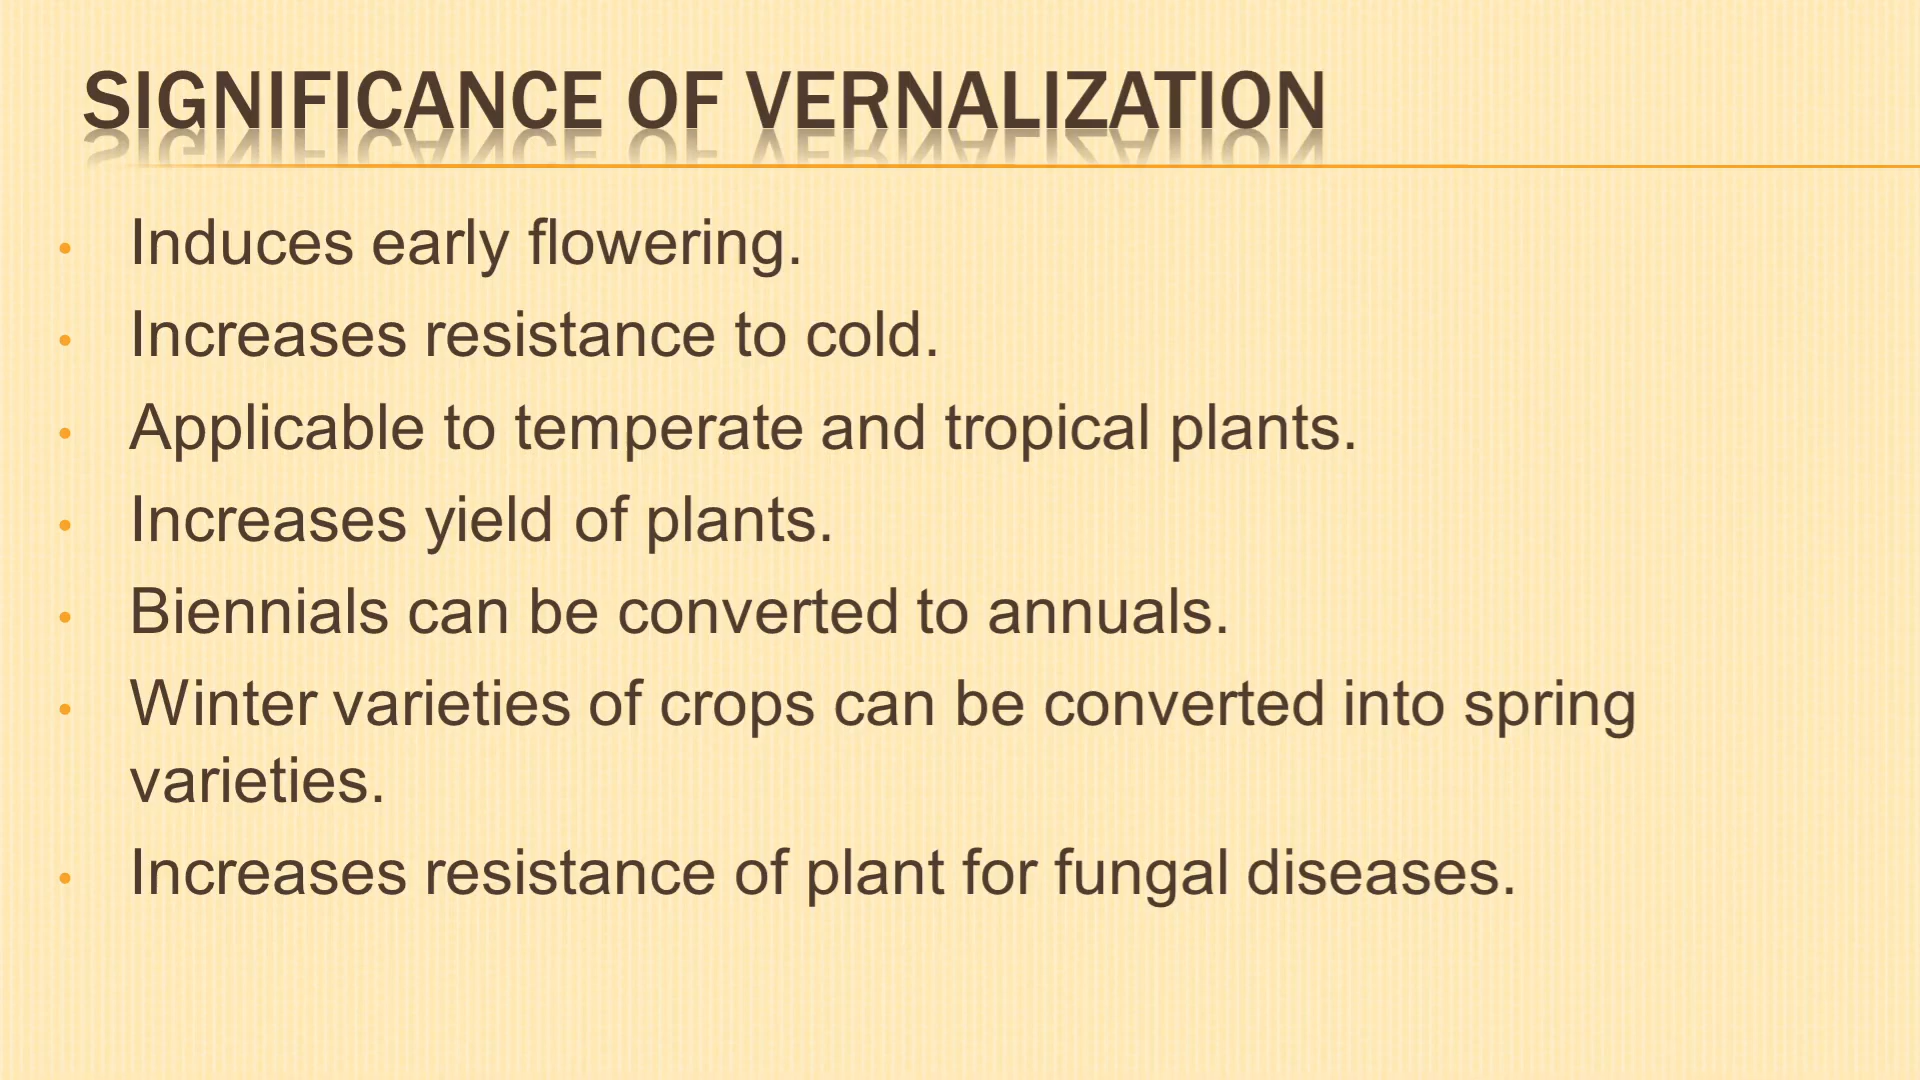 SIGNIFICANCE OF VERNALIZATION
• Induces early flowering.
• Increases resistance to cold.
• Applicable to temperate and tropical plants.
• Increases yield of plants.
• Biennials can be converted to annuals.
• Winter varieties of crops can be converted into spring
varieties.
• Increases resistance of plant for fungal diseases.